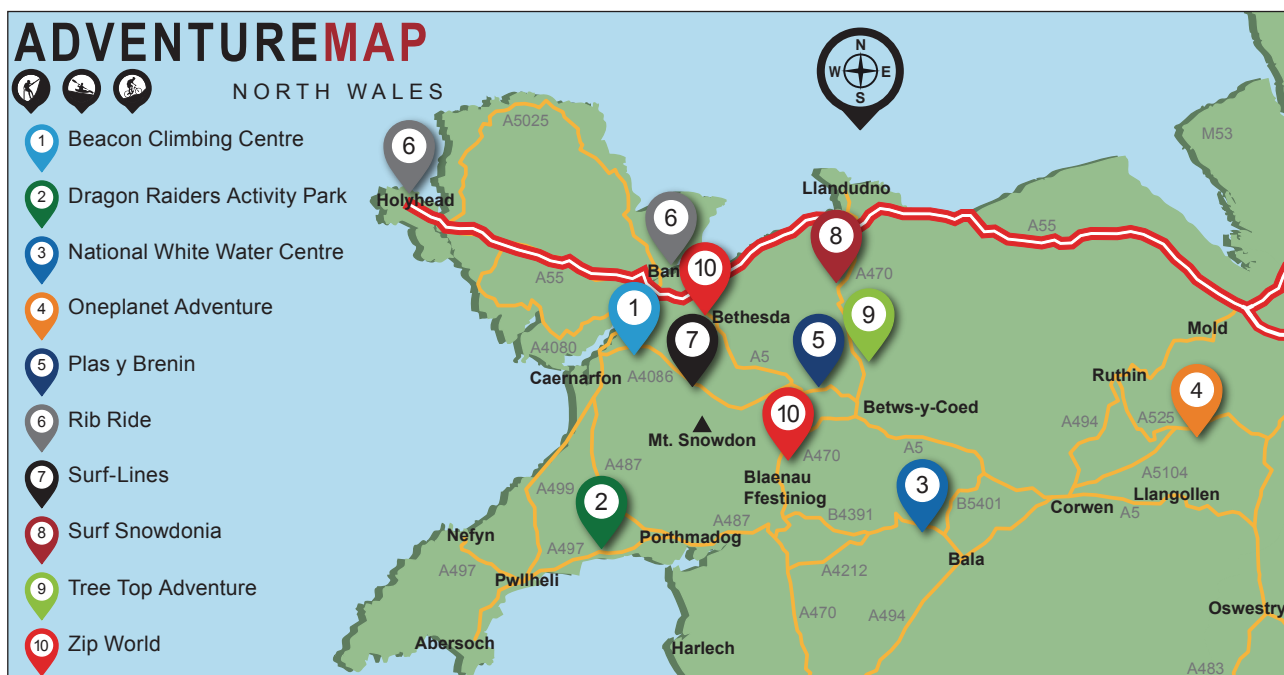 ADVENTUREMAP
NORTH WALES
1 Beacon Climbing Centre
2 Dragon Raiders Activity Park
3 National White Water Centre
4 Oneplanet Adventure
5 Plas y Brenin
6 Rib Ride
7 Surf-Lines
8 Surf Snowdonia
9 Tree Top Adventure
10 Zip World
N
W E
S
A5025
M53
6
Holyhead
Llandudno
6
8
A55
Ban
10
A470
A55
1
Bethesda
9
7
5
Mold
A4080
A5
Caernarfon
A4086
Ruthin
4
10
Betws-y-Coed
Mt. Snowdon
A494
A525
A5
A487
A470
A5104
Blaenau
Ffestiniog
3
A499
2
B5401
Llangollen
Corwen
A5
A487
B4391
Nefyn
Porthmadog
A497
A497
Bala
A4212
Pwllheli
Oswestry
A470
A494
Abersoch
Harlech
A483